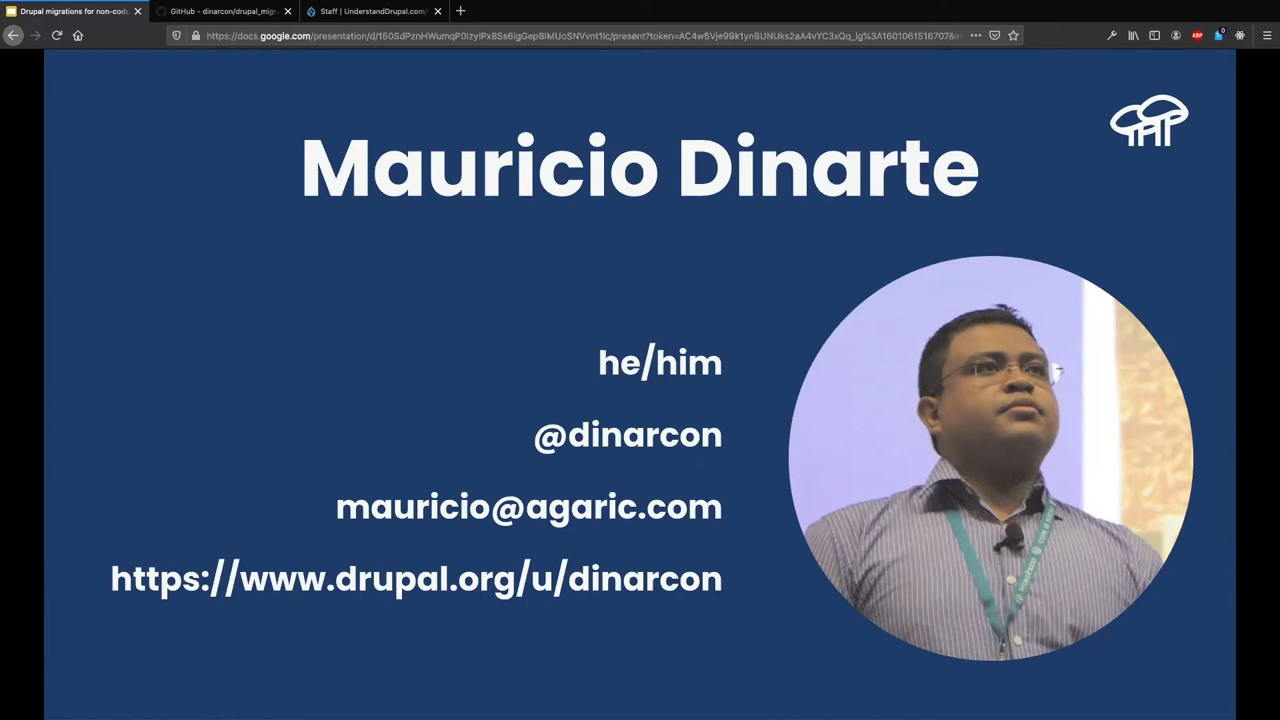 Drupal migrations for non-code
GitHub - dinarcon/drupal_migr
Staff | UnderstandDrupal.com/
Mauricio Dinarte
he/him
@dinarcon
mauricio@agaric.com
https://www.drupal.org/u/dinarcon